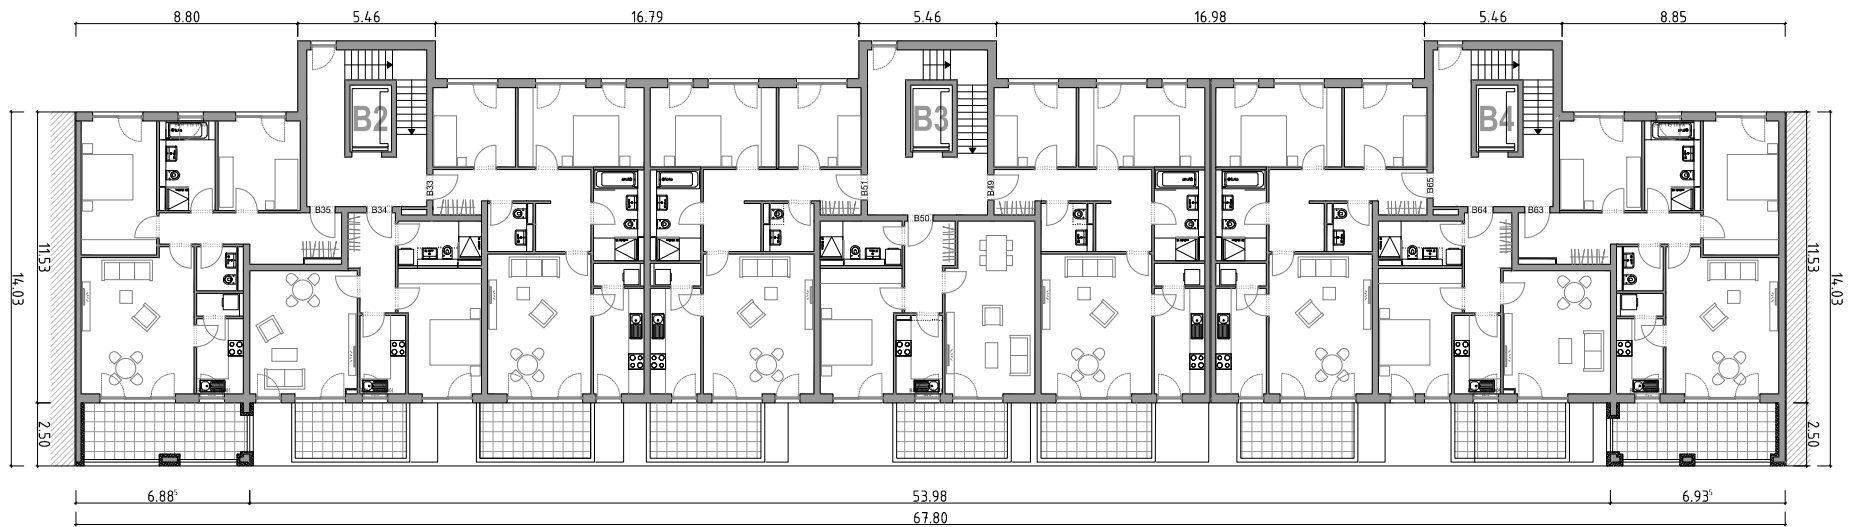 8.80 5.46 16.79 5.46 16.98 5.46 8.85
B2 B3 B4
B33 B51 B49 B65
B35 B34 B50 B64 B63
11.53 11.53
14.03 14.03
2.50 2.50
6.88⁵ 53.98 6.93⁵
67.80